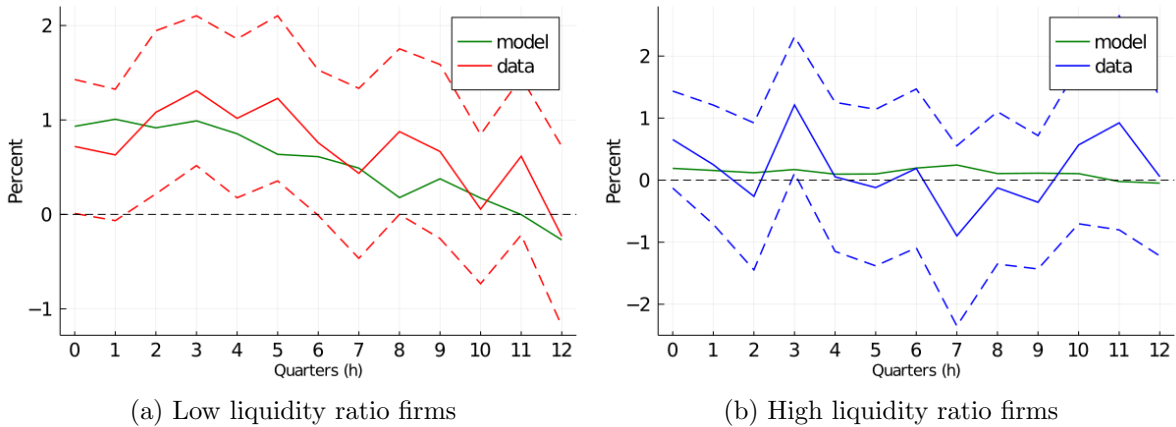 model
data
Percent
2
1
0
−1
0 1 2 3 4 5 6 7 8 9 10 11 12
Quarters (h)
(a) Low liquidity ratio firms
model
data
Percent
2
1
0
−1
−2
0 1 2 3 4 5 6 7 8 9 10 11 12
Quarters (h)
(b) High liquidity ratio firms